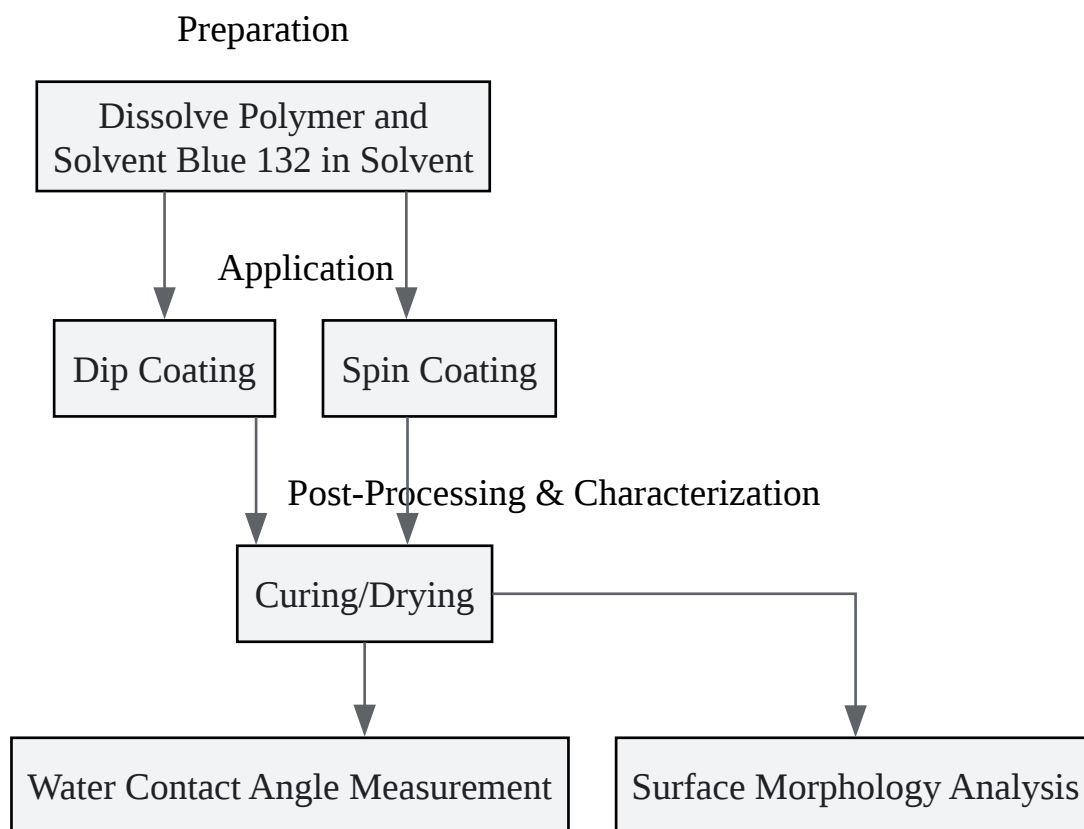 Preparation
Dissolve Polymer and
Solvent Blue 132 in Solvent
Application
Dip Coating
Spin Coating
Post-Processing & Characterization
Curing/Drying
Water Contact Angle Measurement
Surface Morphology Analysis